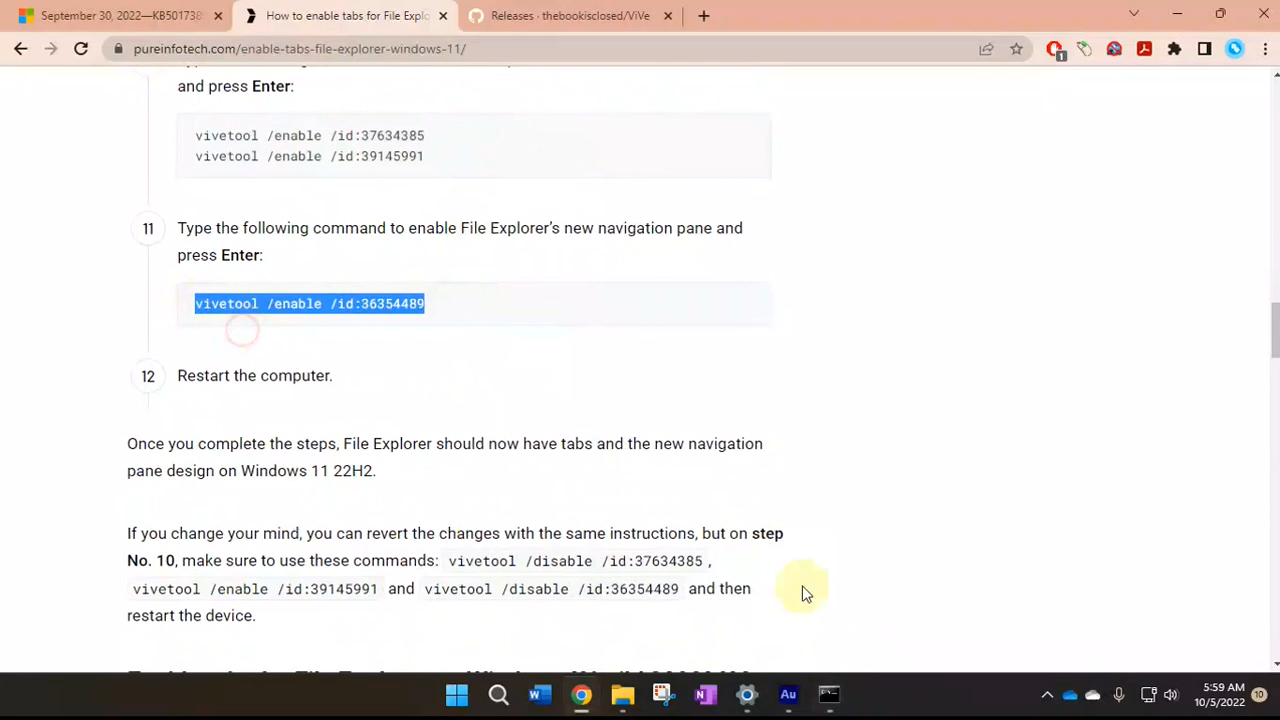 September 30, 2022—KB501738
How to enable tabs for File Explo
Releases · thebookisclosed/ViVe
pureinfotech.com/enable-tabs-file-explorer-windows-11/
1
and press Enter:
vivetool /enable /id:37634385
vivetool /enable /id:39145991
11
Type the following command to enable File Explorer's new navigation pane and
press Enter:
vivetool /enable /id:36354489
12
Restart the computer.
Once you complete the steps, File Explorer should now have tabs and the new navigation
pane design on Windows 11 22H2.
If you change your mind, you can revert the changes with the same instructions, but on step
No. 10, make sure to use these commands: vivetool /disable /id:37634385 ,
vivetool /enable /id:39145991 and vivetool /disable /id:36354489 and then
restart the device.
5:59 AM
10/5/2022
10